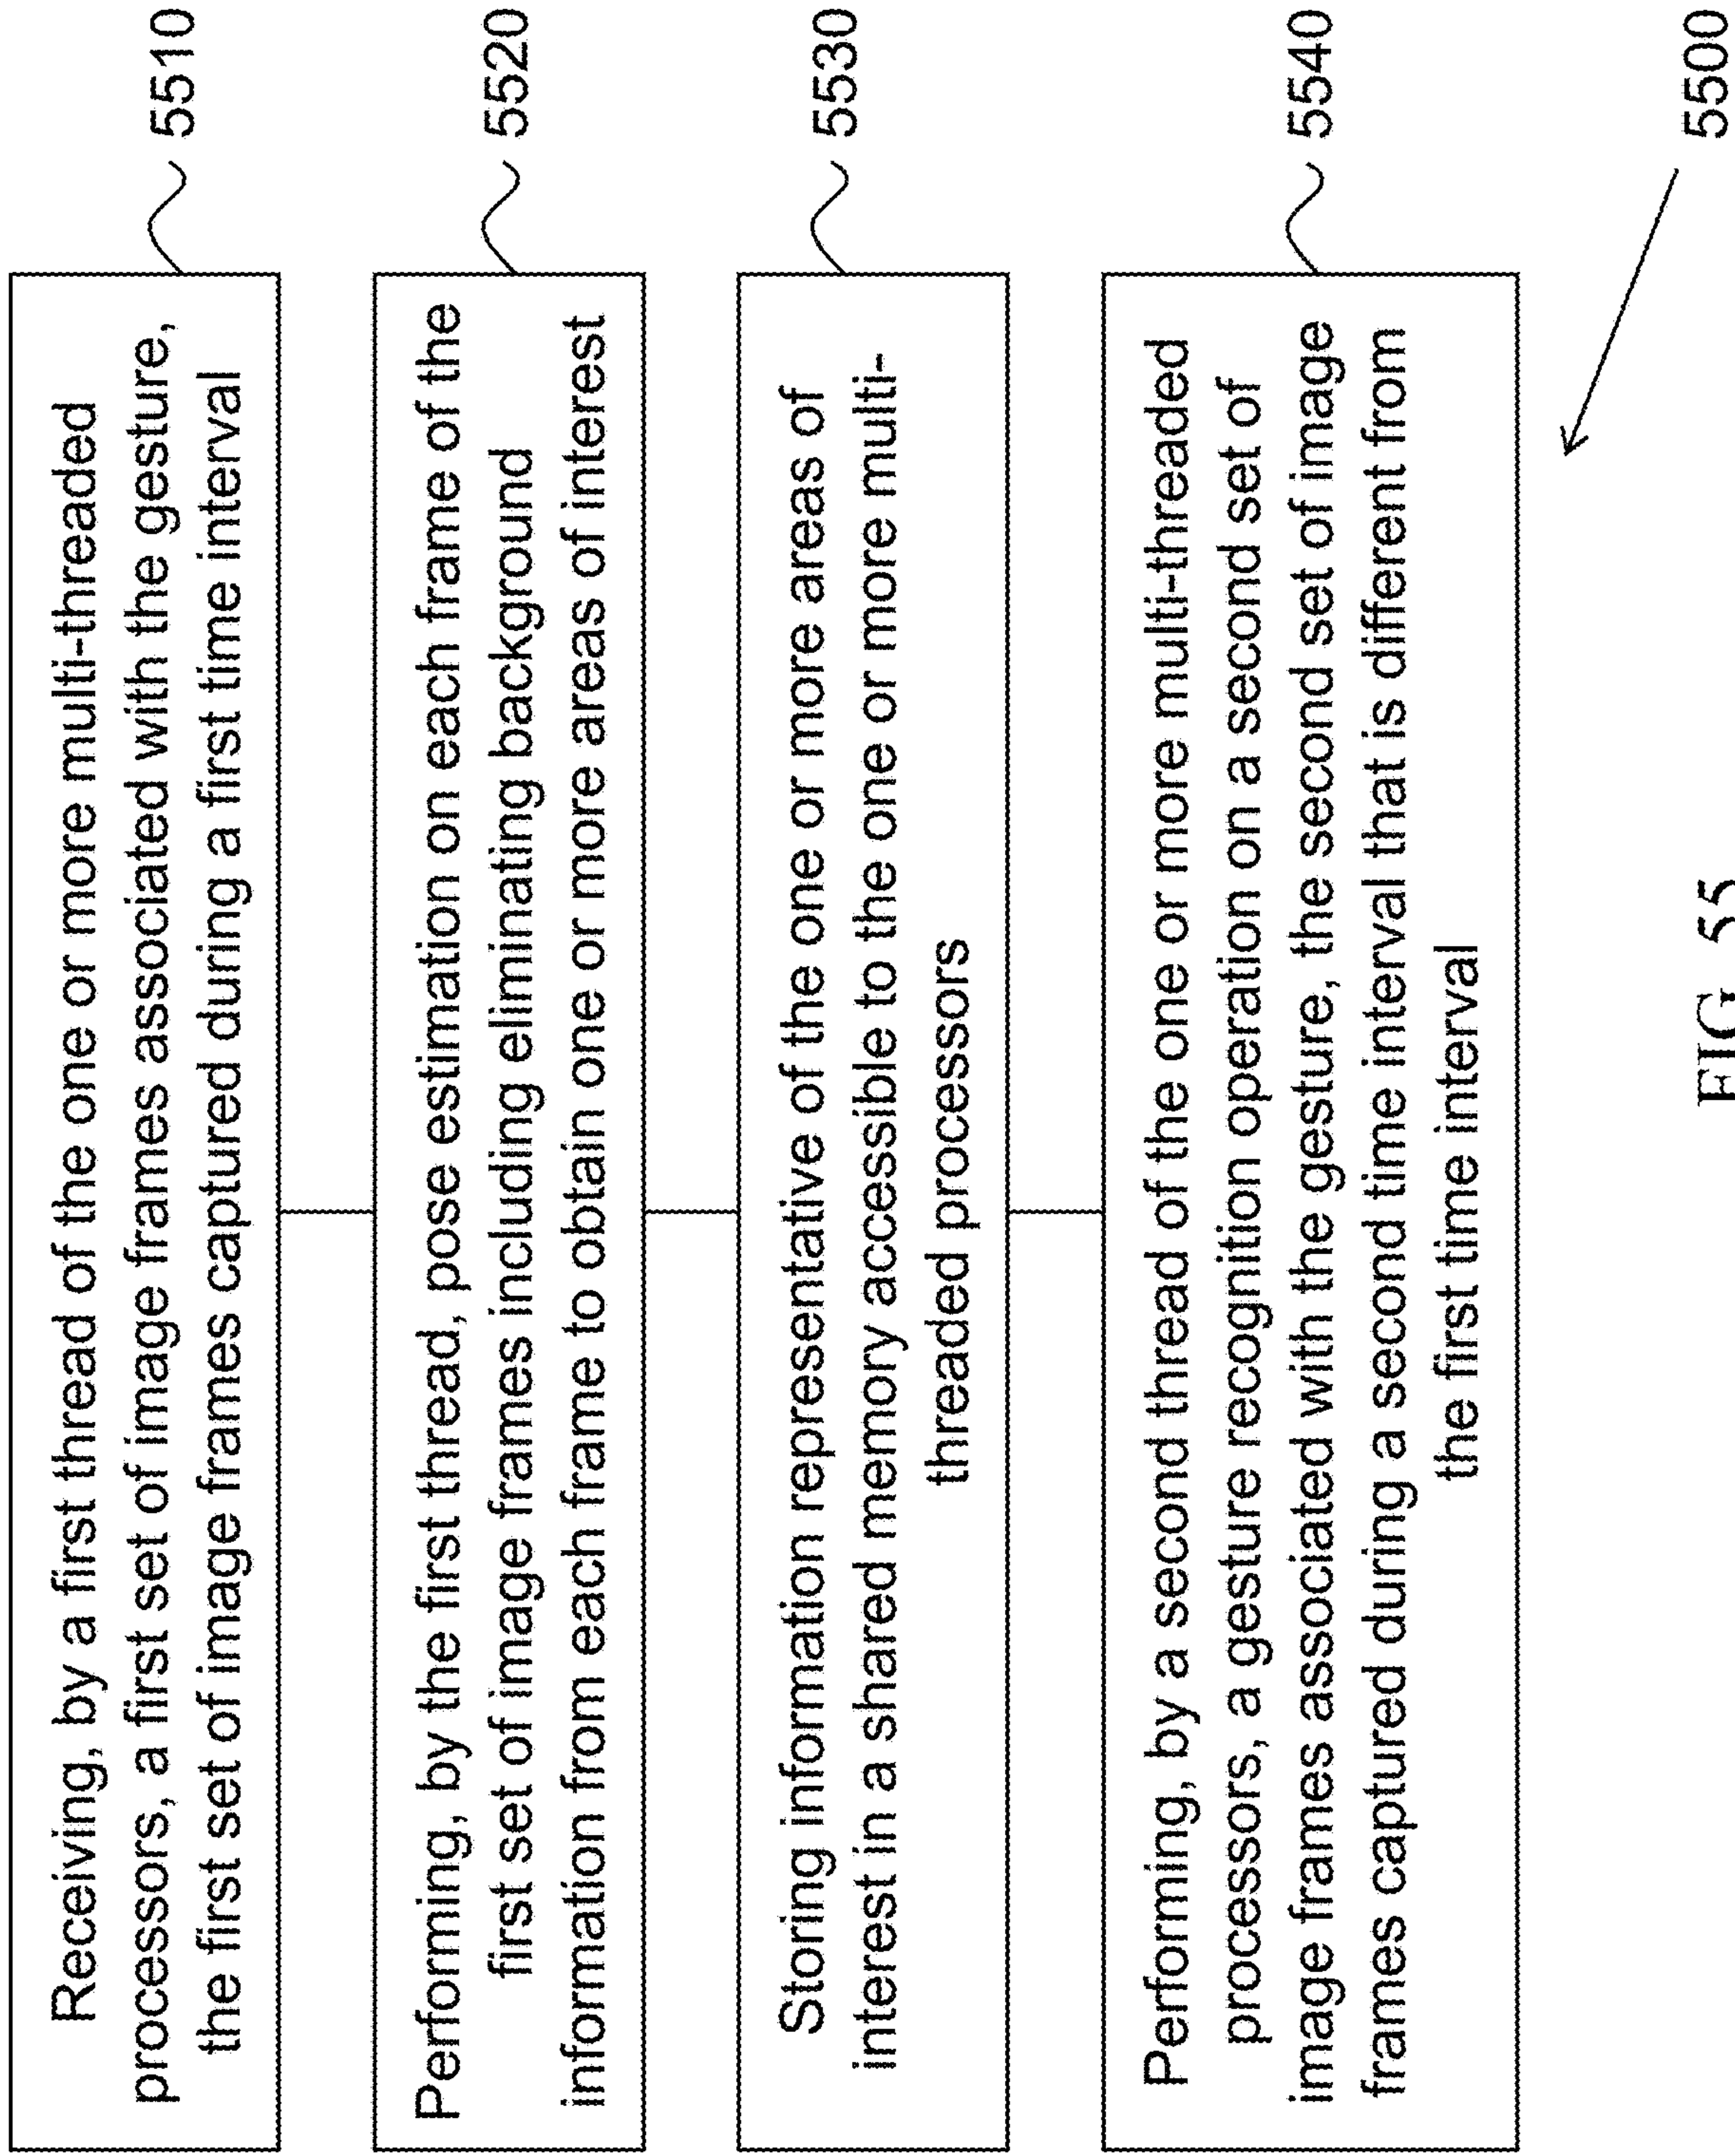 Receiving, by a first thread of the one or more multi-threaded
processors, a first set of image frames associated with the gesture,
the first set of image frames captured during a first time interval
5510
Performing, by the first thread, pose estimation on each frame of the
first set of image frames including eliminating background
information from each frame to obtain one or more areas of interest
5520
Storing information representative of the one or more areas of
interest in a shared memory accessible to the one or more multi-
threaded processors
5530
Performing, by a second thread of the one or more multi-threaded
processors, a gesture recognition operation on a second set of
image frames associated with the gesture, the second set of image
frames captured during a second time interval that is different from
the first time interval
5540
5500
FIG. 55